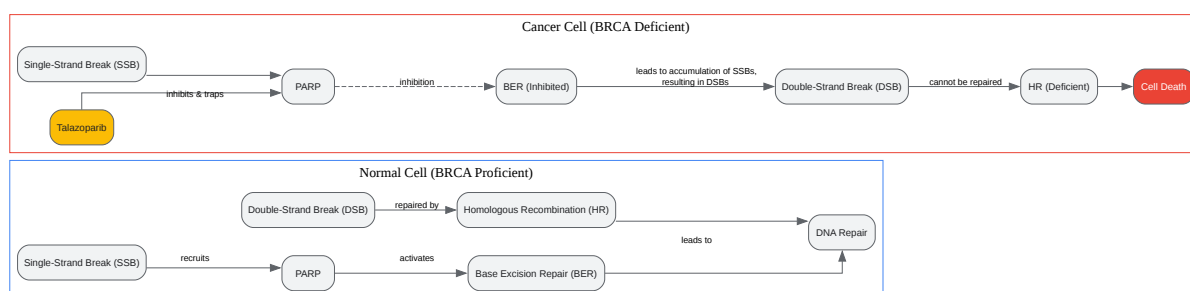 Cancer Cell (BRCA Deficient)
Single-Strand Break (SSB)
PARP
inhibition
BER (Inhibited)
leads to accumulation of SSBs,
resulting in DSBs
Double-Strand Break (DSB)
cannot be repaired
HR (Deficient)
Cell Death
inhibits & traps
Talazoparib
Normal Cell (BRCA Proficient)
Double-Strand Break (DSB)
repaired by
Homologous Recombination (HR)
DNA Repair
leads to
Single-Strand Break (SSB)
recruits
PARP
activates
Base Excision Repair (BER)